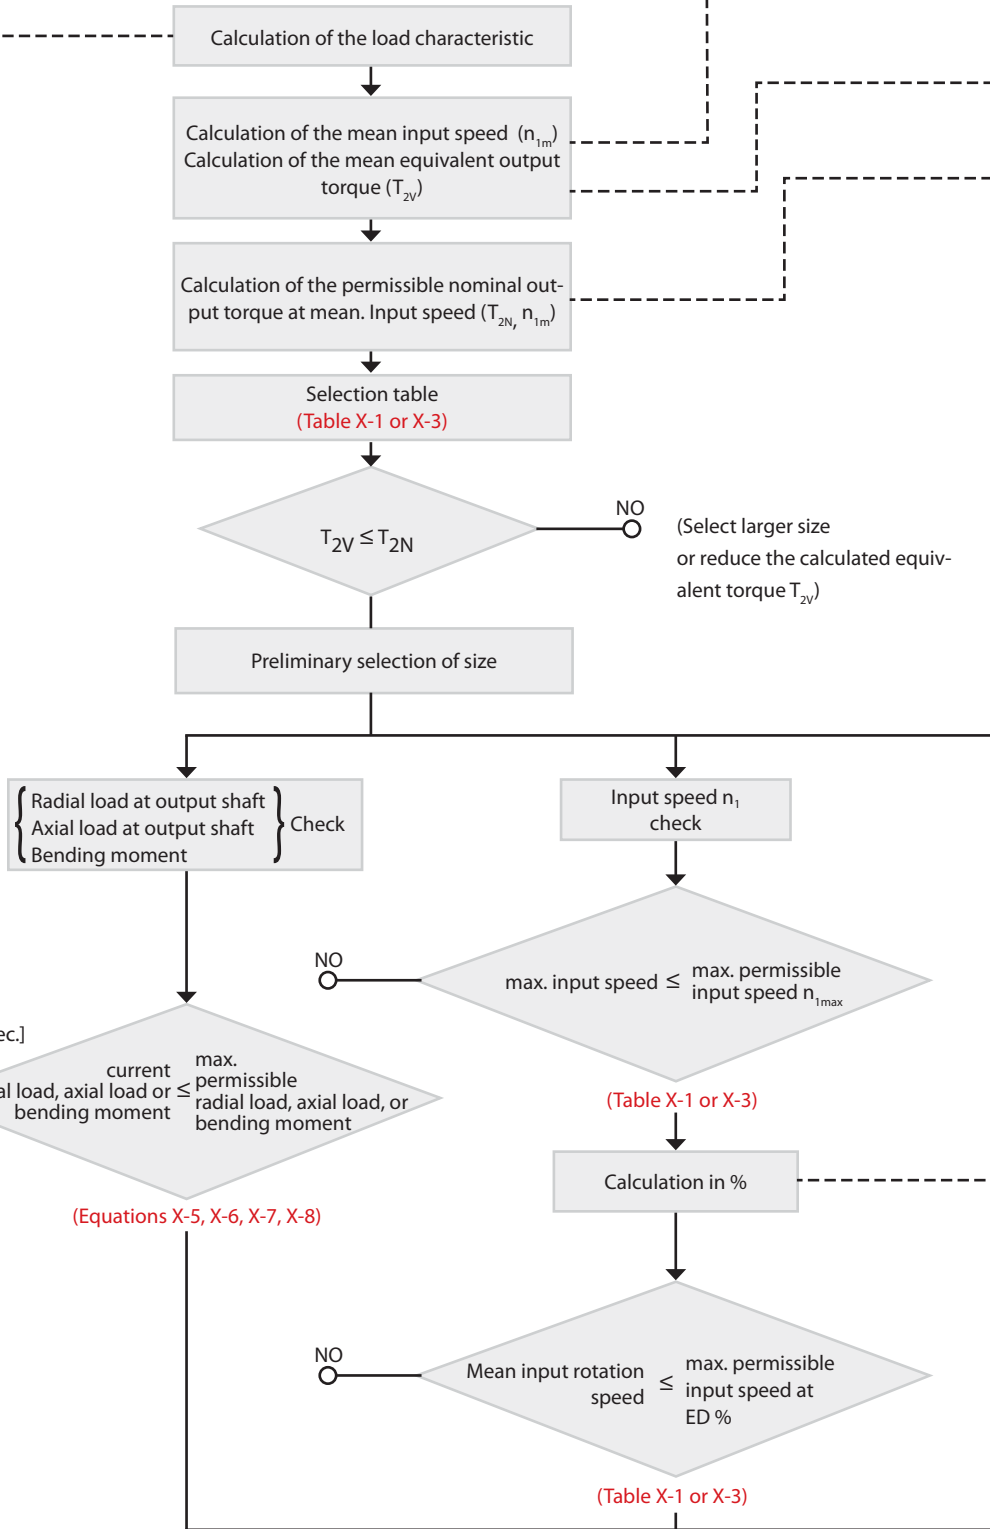 Calculation of the load characteristic
Calculation of the mean input speed (n1m)
Calculation of the mean equivalent output
torque (T2V)
Calculation of the permissible nominal out-
put torque at mean. Input speed (T2N, n1m)
Selection table
(Table X-1 or X-3)
T2V ≤ T2N
NO
(Select larger size
or reduce the calculated equiv-
alent torque T2V)
Preliminary selection of size
Radial load at output shaft
Axial load at output shaft
Bending moment
Check
Input speed n1
check
NO
max. input speed ≤ max. permissible
input speed n1max
(Table X-1 or X-3)
ec.]
current
al load, axial load or
bending moment
≤
max.
permissible
radial load, axial load, or
bending moment
(Equations X-5, X-6, X-7, X-8)
Calculation in %
NO
Mean input rotation
speed
≤
max. permissible
input speed at
ED %
(Table X-1 or X-3)